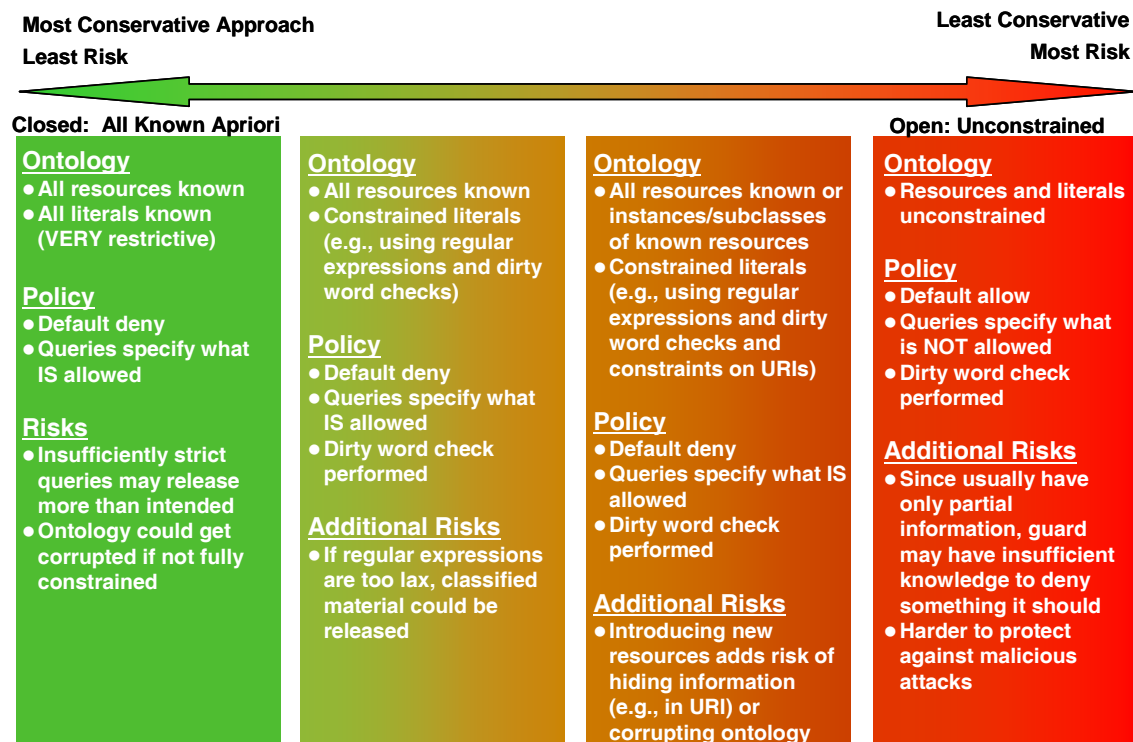 Most Conservative Approach
Least Risk
Least Conservative
Most Risk
Closed: All Known Apriori
Open: Unconstrained
Ontology
● All resources known
● All literals known
(VERY restrictive)
Policy
● Default deny
● Queries specify what
IS allowed
Risks
● Insufficiently strict
queries may release
more than intended
● Ontology could get
corrupted if not fully
constrained
Ontology
● All resources known
● Constrained literals
(e.g., using regular
expressions and dirty
word checks)
Policy
● Default deny
● Queries specify what
IS allowed
● Dirty word check
performed
Additional Risks
● If regular expressions
are too lax, classified
material could be
released
Ontology
● All resources known or
instances/subclasses
of known resources
● Constrained literals
(e.g., using regular
expressions and dirty
word checks and
constraints on URIs)
Policy
● Default deny
● Queries specify what IS
allowed
● Dirty word check
performed
Additional Risks
● Introducing new
resources adds risk of
hiding information
(e.g., in URI) or
corrupting ontology
Ontology
● Resources and literals
unconstrained
Policy
● Default allow
● Queries specify what
is NOT allowed
● Dirty word check
performed
Additional Risks
● Since usually have
only partial
information, guard
may have insufficient
knowledge to deny
something it should
● Harder to protect
against malicious
attacks